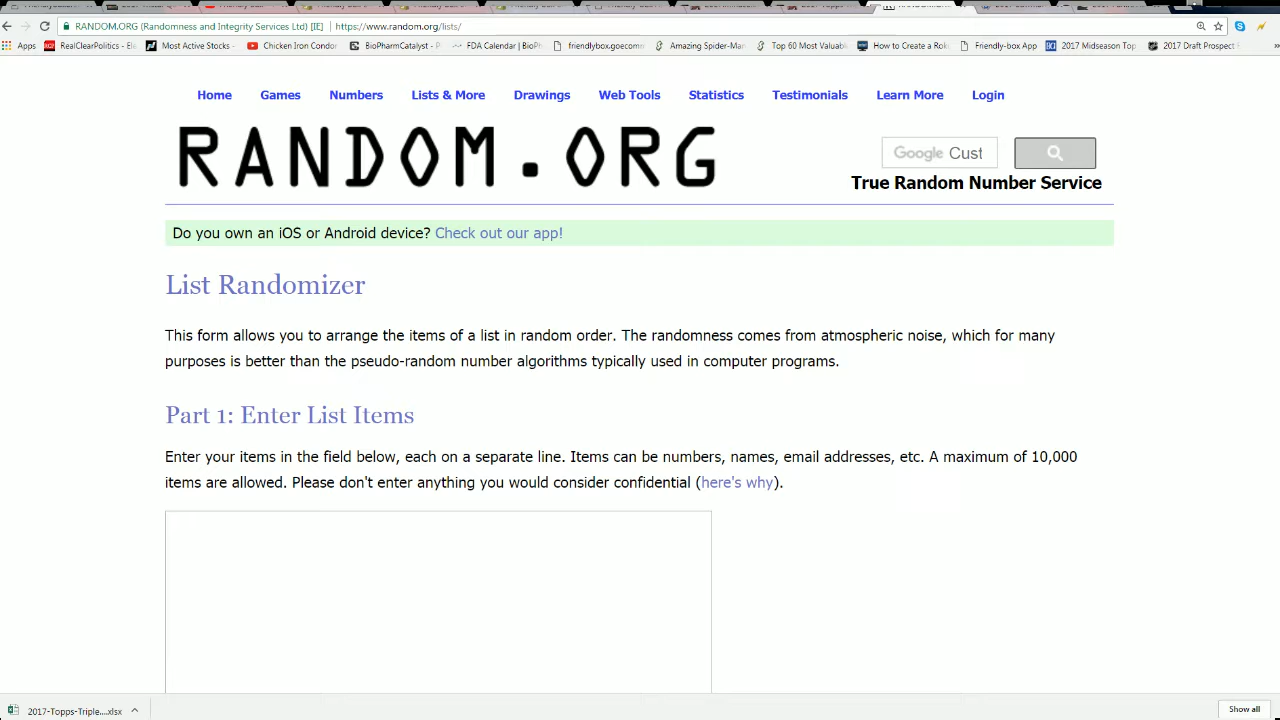 RANDOM.ORG (Randomness and Integrity Services Ltd) [IE] https://www.random.org/lists/
Apps RealClearPolitics - Ele Most Active Stocks - Chicken Iron Condor BioPharmCatalyst - P FDA Calendar | BioPh friendlybox.goecomm Amazing Spider-Man Top 60 Most Valuabl How to Create a Role Friendly-box App 2017 Midseason Top 2017 Draft Prospect
Home Games Numbers Lists & More Drawings Web Tools Statistics Testimonials Learn More Login
RANDOM.ORG
Google Cust
True Random Number Service
Do you own an iOS or Android device? Check out our app!
List Randomizer
This form allows you to arrange the items of a list in random order. The randomness comes from atmospheric noise, which for many
purposes is better than the pseudo-random number algorithms typically used in computer programs.
Part 1: Enter List Items
Enter your items in the field below, each on a separate line. Items can be numbers, names, email addresses, etc. A maximum of 10,000
items are allowed. Please don't enter anything you would consider confidential (here's why).
2017-Topps-Triple....xlsx Show all